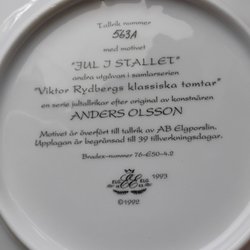 Tallrik nummer
563A
med motivet
"JUL I STALLET"
andra utgåvan i samlarserien
"Viktor Rydbergs klassiska tomtar"
en serie jultallrikar efter original av konstnären
ANDERS OLSSON
Motivet är överfört till tallrik av AB Elgporslin.
Upplagan är begränsad till 39 tillverkningsdagar.
Bradex-nummer 76-E50-4.2
1993
©1992